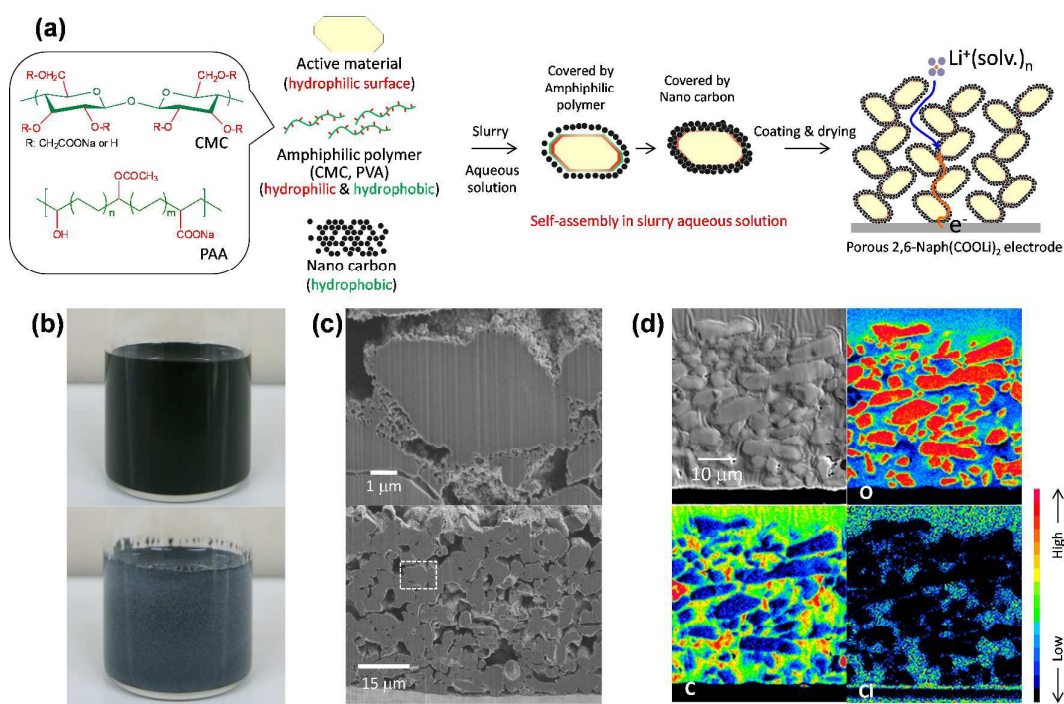 (a)
R-OH₂C
CH₂O-R
R-O
O-R
R-O
O-R
R: CH₂COONa or H
CMC
OCOCH₃
n
m
OH
COONa
PAA
Active material
(hydrophilic surface)
Amphiphilic polymer
(CMC, PVA)
(hydrophilic & hydrophobic)
Nano carbon
(hydrophobic)
Slurry
Aqueous
solution
Covered by
Amphiphilic
polymer
Covered by
Nano carbon
Self-assembly in slurry aqueous solution
Coating & drying
Li⁺(solv.)n
e⁻
Porous 2,6-Naph(COOLi)₂ electrode
(b)
(c)
1 μm
15 μm
(d)
10 μm
O
C
Cl
High
Low